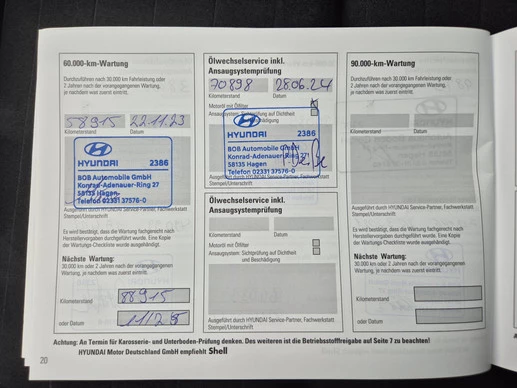 60.000-km-Wartung
Durchzuführen nach 30.000 km Fahrleistung oder
2 Jahren nach der vorangegangenen Wartung,
je nachdem was zuerst eintritt.
58915 22.11.23
Kilometerstand Datum
HYUNDAI 2386
BOB Automobile GmbH
Konrad-Adenauer-Ring 27
58135 Hagen
Telefon 02331 37576-0
Ausgeführt durch HYUNDAI Service-Partner, Fachwerkstatt
Stempel/Unterschrift
Es wird bestätigt, dass die Wartung fachgerecht nach
Herstellervorgaben durchgeführt wurde. Eine Kopie
der Wartungs-Checkliste wurde ausgehändigt.
Nächste Wartung:
30.000 km oder 2 Jahre nach der vorangegangenen
Wartung, je nachdem was zuerst eintritt.
Kilometerstand 88915
oder Datum 11/25
Ölwechselservice inkl.
Ansaugsystemprüfung
70898 28.06.24
Kilometerstand Datum
Motoröl mit Ölfilter
Ansaugsystem: Sichtprüfung auf Dichtheit
und Beschädigung
HYUNDAI 2386
BOB Automobile GmbH
Konrad-Adenauer-Ring
58135 Hagen
Telefon 02331 37576-0
Ausgeführt durch HYUNDAI Service-Partner, Fachwerkstatt
Stempel/Unterschrift
Ölwechselservice inkl.
Ansaugsystemprüfung
Kilometerstand Datum
Motoröl mit Ölfilter
Ansaugsystem: Sichtprüfung auf Dichtheit
und Beschädigung
Ausgeführt durch HYUNDAI Service-Partner, Fachwerkstatt
Stempel/Unterschrift
90.000-km-Wartung
Durchzuführen nach 30.000 km Fahrleistung oder
2 Jahren nach der vorangegangenen Wartung,
je nachdem was zuerst eintritt.
Kilometerstand Datum
Ausgeführt durch HYUNDAI Service-Partner, Fachwerkstatt
Stempel/Unterschrift
Es wird bestätigt, dass die Wartung fachgerecht nach
Herstellervorgaben durchgeführt wurde. Eine Kopie
der Wartungs-Checkliste wurde ausgehändigt.
Nächste Wartung:
30.000 km oder 2 Jahre nach der vorangegangenen
Wartung, je nachdem was zuerst eintritt.
Kilometerstand
oder Datum
Achtung: An Termin für Karosserie- und Unterboden-Prüfung denken. Des weiteren ist die Betriebsstofffreigabe auf Seite 7 zu beachten!
HYUNDAI Motor Deutschland GmbH empfiehlt Shell
20